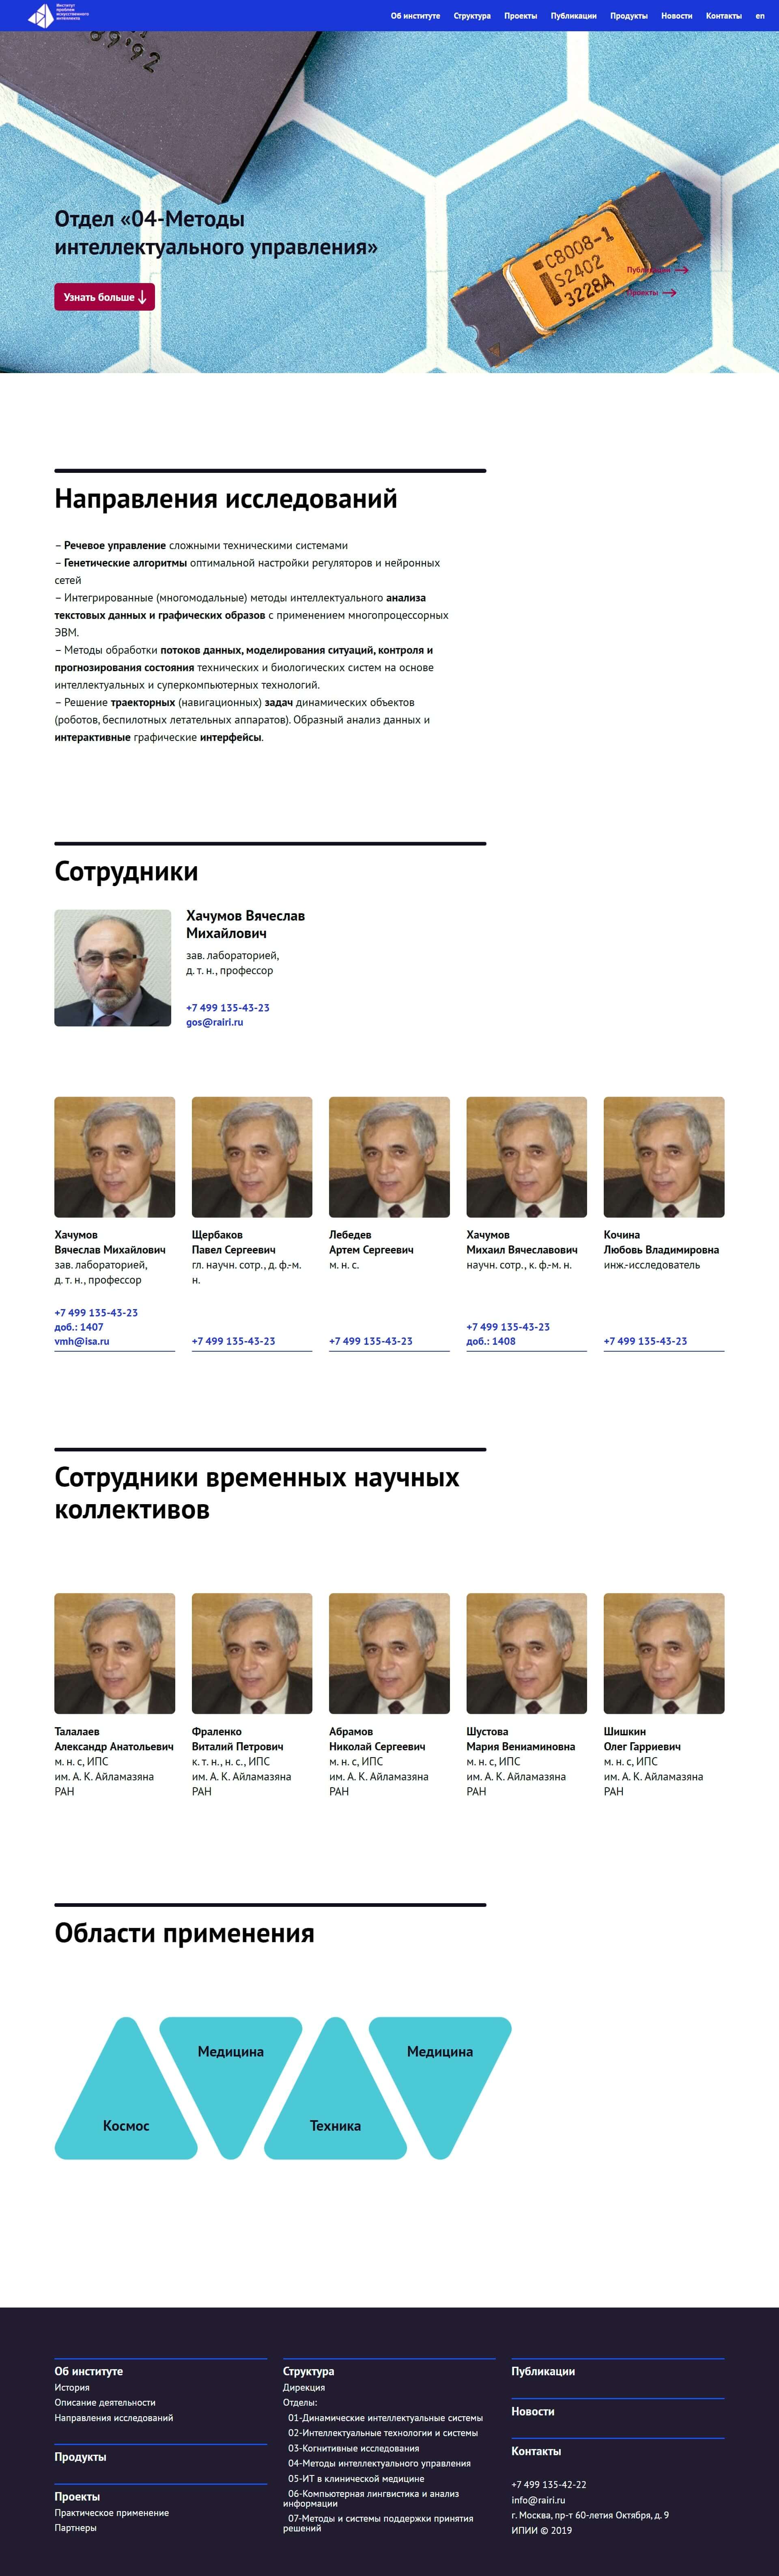 Институт
проблем
искусственного
интеллекта
Об институте Структура Проекты Публикации Продукты Новости Контакты en
89·92
Отдел «04-Методы
интеллектуального управления»
C8008-1
S2402
3228Д
Проекты
Узнать больше
Направления исследований
– Речевое управление сложными техническими системами
– Генетические алгоритмы оптимальной настройки регуляторов и нейронных
сетей
– Интегрированные (многомодальные) методы интеллектуального анализа
текстовых данных и графических образов с применением многопроцессорных
ЭВМ.
– Методы обработки потоков данных, моделирования ситуаций, контроля и
прогнозирования состояния технических и биологических систем на основе
интеллектуальных и суперкомпьютерных технологий.
– Решение траекторных (навигационных) задач динамических объектов
(роботов, беспилотных летательных аппаратов). Образный анализ данных и
интерактивные графические интерфейсы.
Сотрудники
Хачумов Вячеслав
Михайлович
зав. лабораторией,
д. т. н., профессор
+7 499 135-43-23
gos@rairi.ru
Хачумов
Вячеслав Михайлович
зав. лабораторией,
д. т. н., профессор
+7 499 135-43-23
доб.: 1407
vmh@isa.ru
Щербаков
Павел Сергеевич
гл. научн. сотр., д. ф.-м.
н.
+7 499 135-43-23
Лебедев
Артем Сергеевич
м. н. с.
+7 499 135-43-23
Хачумов
Михаил Вячеславович
научн. сотр., к. ф.-м. н.
+7 499 135-43-23
доб.: 1408
Кочина
Любовь Владимировна
инж.-исследователь
+7 499 135-43-23
Сотрудники временных научных
коллективов
Талалаев
Александр Анатольевич
м. н. с, ИПС
им. А. К. Айламазяна
РАН
Фраленко
Виталий Петрович
к. т. н., н. с., ИПС
им. А. К. Айламазяна
РАН
Абрамов
Николай Сергеевич
м. н. с, ИПС
им. А. К. Айламазяна
РАН
Шустова
Мария Вениаминовна
м. н. с, ИПС
им. А. К. Айламазяна
РАН
Шишкин
Олег Гарриевич
м. н. с, ИПС
им. А. К. Айламазяна
РАН
Области применения
Космос
Медицина
Техника
Медицина
Об институте
История
Описание деятельности
Направления исследований
Продукты
Проекты
Практическое применение
Партнеры
Структура
Дирекция
Отделы:
01-Динамические интеллектуальные системы
02-Интеллектуальные технологии и системы
03-Когнитивные исследования
04-Методы интеллектуального управления
05-ИТ в клинической медицине
06-Компьютерная лингвистика и анализ
информации
07-Методы и системы поддержки принятия
решений
Публикации
Новости
Контакты
+7 499 135-42-22
info@rairi.ru
г. Москва, пр-т 60-летия Октября, д. 9
ИПИИ © 2019